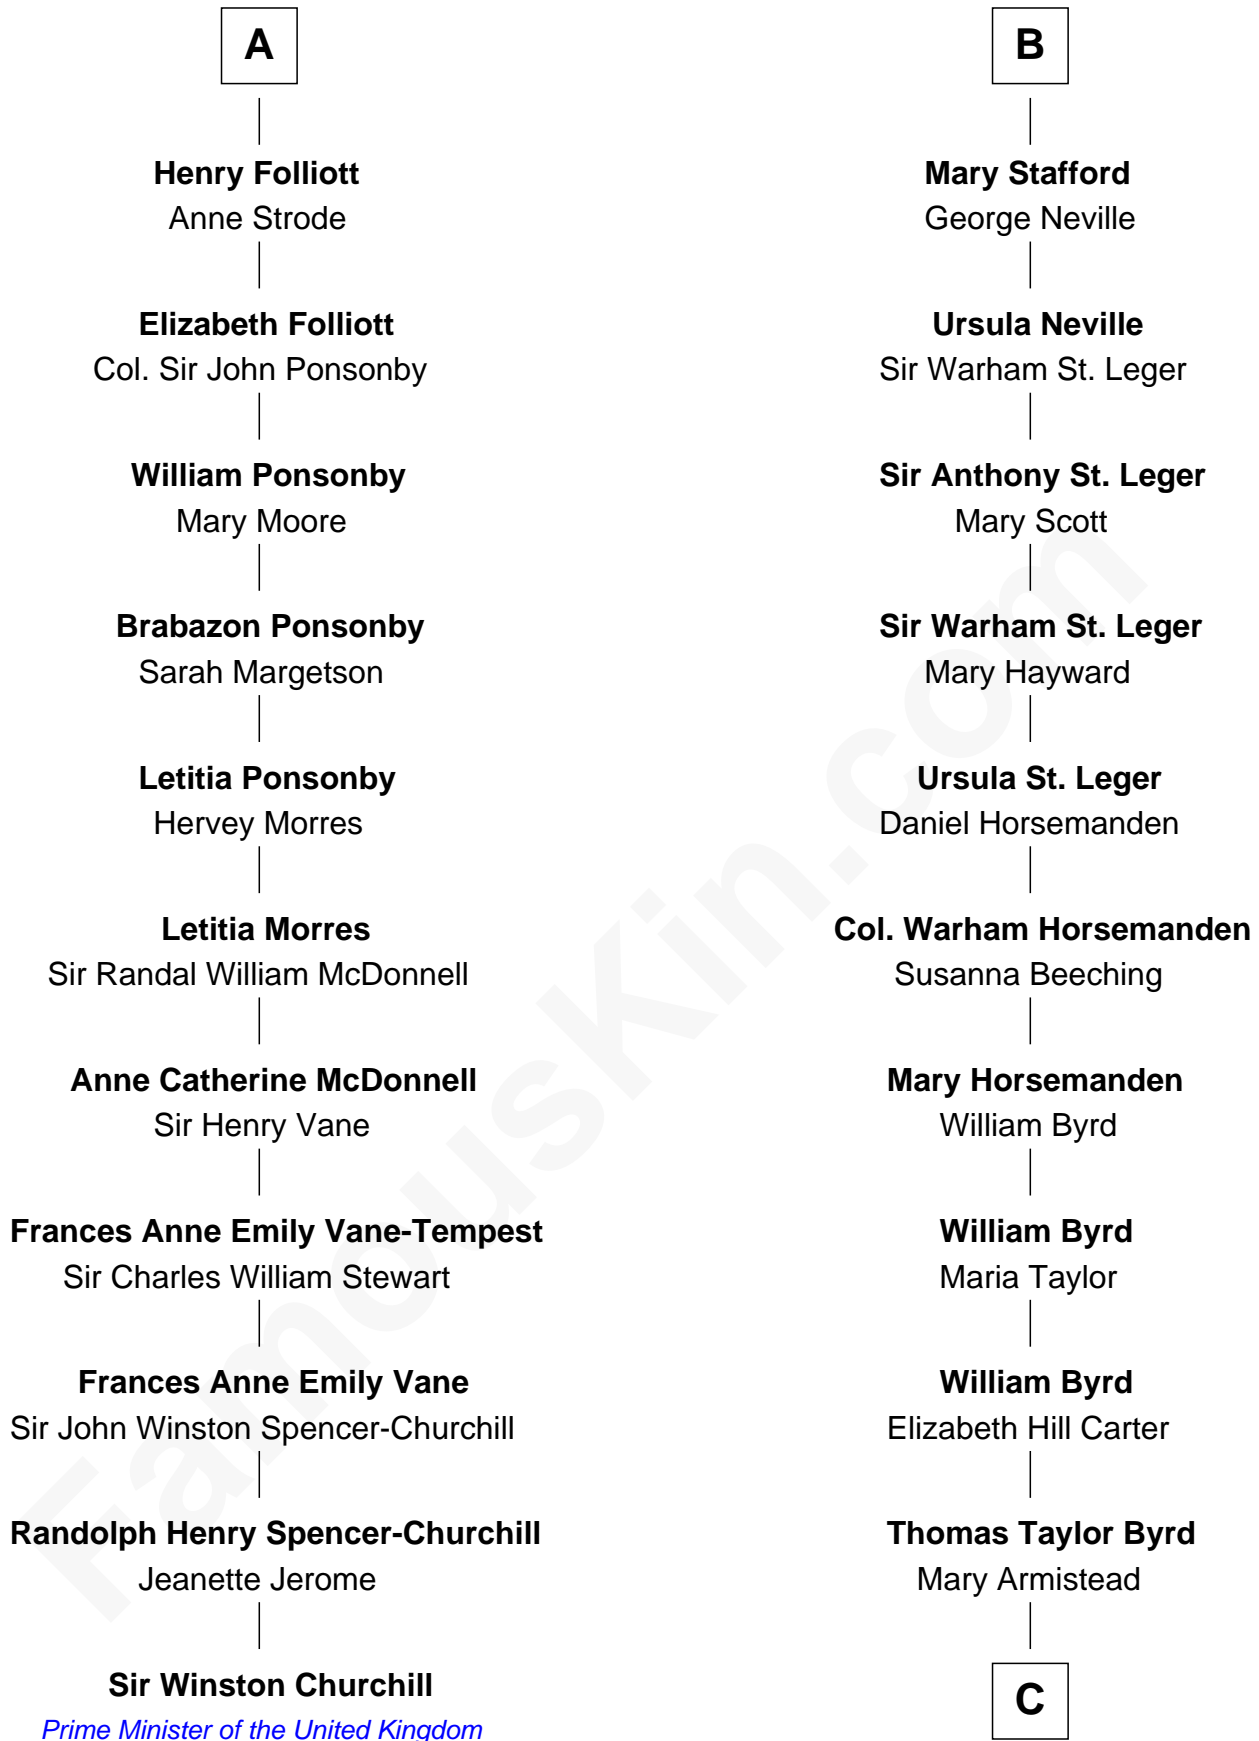 A
Henry Folliott
Anne Strode
Elizabeth Folliott
Col. Sir John Ponsonby
William Ponsonby
Mary Moore
Brabazon Ponsonby
Sarah Margetson
Letitia Ponsonby
Hervey Morres
Letitia Morres
Sir Randal William McDonnell
Anne Catherine McDonnell
Sir Henry Vane
Frances Anne Emily Vane-Tempest
Sir Charles William Stewart
Frances Anne Emily Vane
Sir John Winston Spencer-Churchill
Randolph Henry Spencer-Churchill
Jeanette Jerome
Sir Winston Churchill
Prime Minister of the United Kingdom
B
Mary Stafford
George Neville
Ursula Neville
Sir Warham St. Leger
Sir Anthony St. Leger
Mary Scott
Sir Warham St. Leger
Mary Hayward
Ursula St. Leger
Daniel Horsemanden
Col. Warham Horsemanden
Susanna Beeching
Mary Horsemanden
William Byrd
William Byrd
Maria Taylor
William Byrd
Elizabeth Hill Carter
Thomas Taylor Byrd
Mary Armistead
C
FamousKin.com